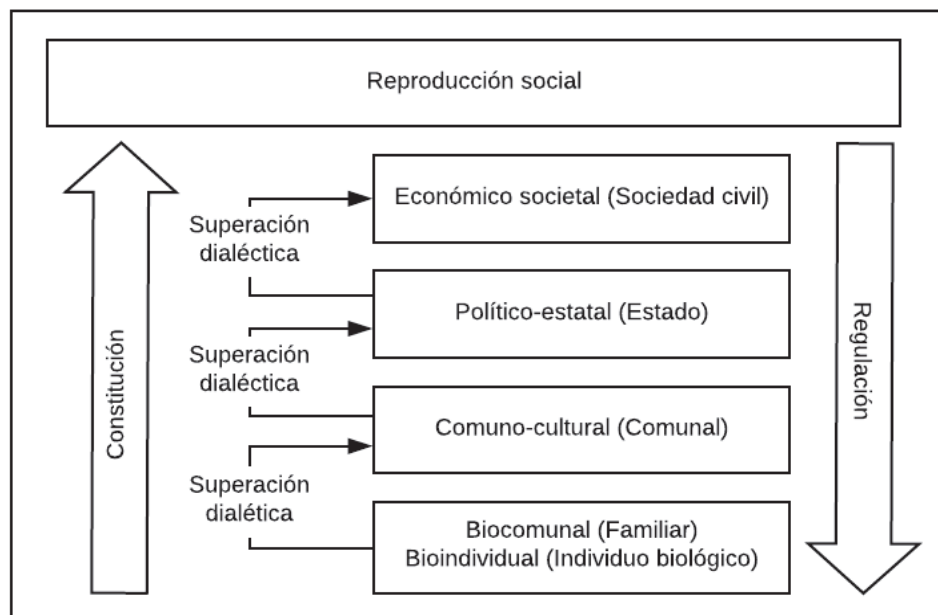 Reproducción social
Económico societal (Sociedad civil)
Superación
dialéctica
Político-estatal (Estado)
Superación
dialéctica
Comuno-cultural (Comunal)
Superación
dialética
Biocomunal (Familiar)
Bioindividual (Individuo biológico)
Constitución
Regulación